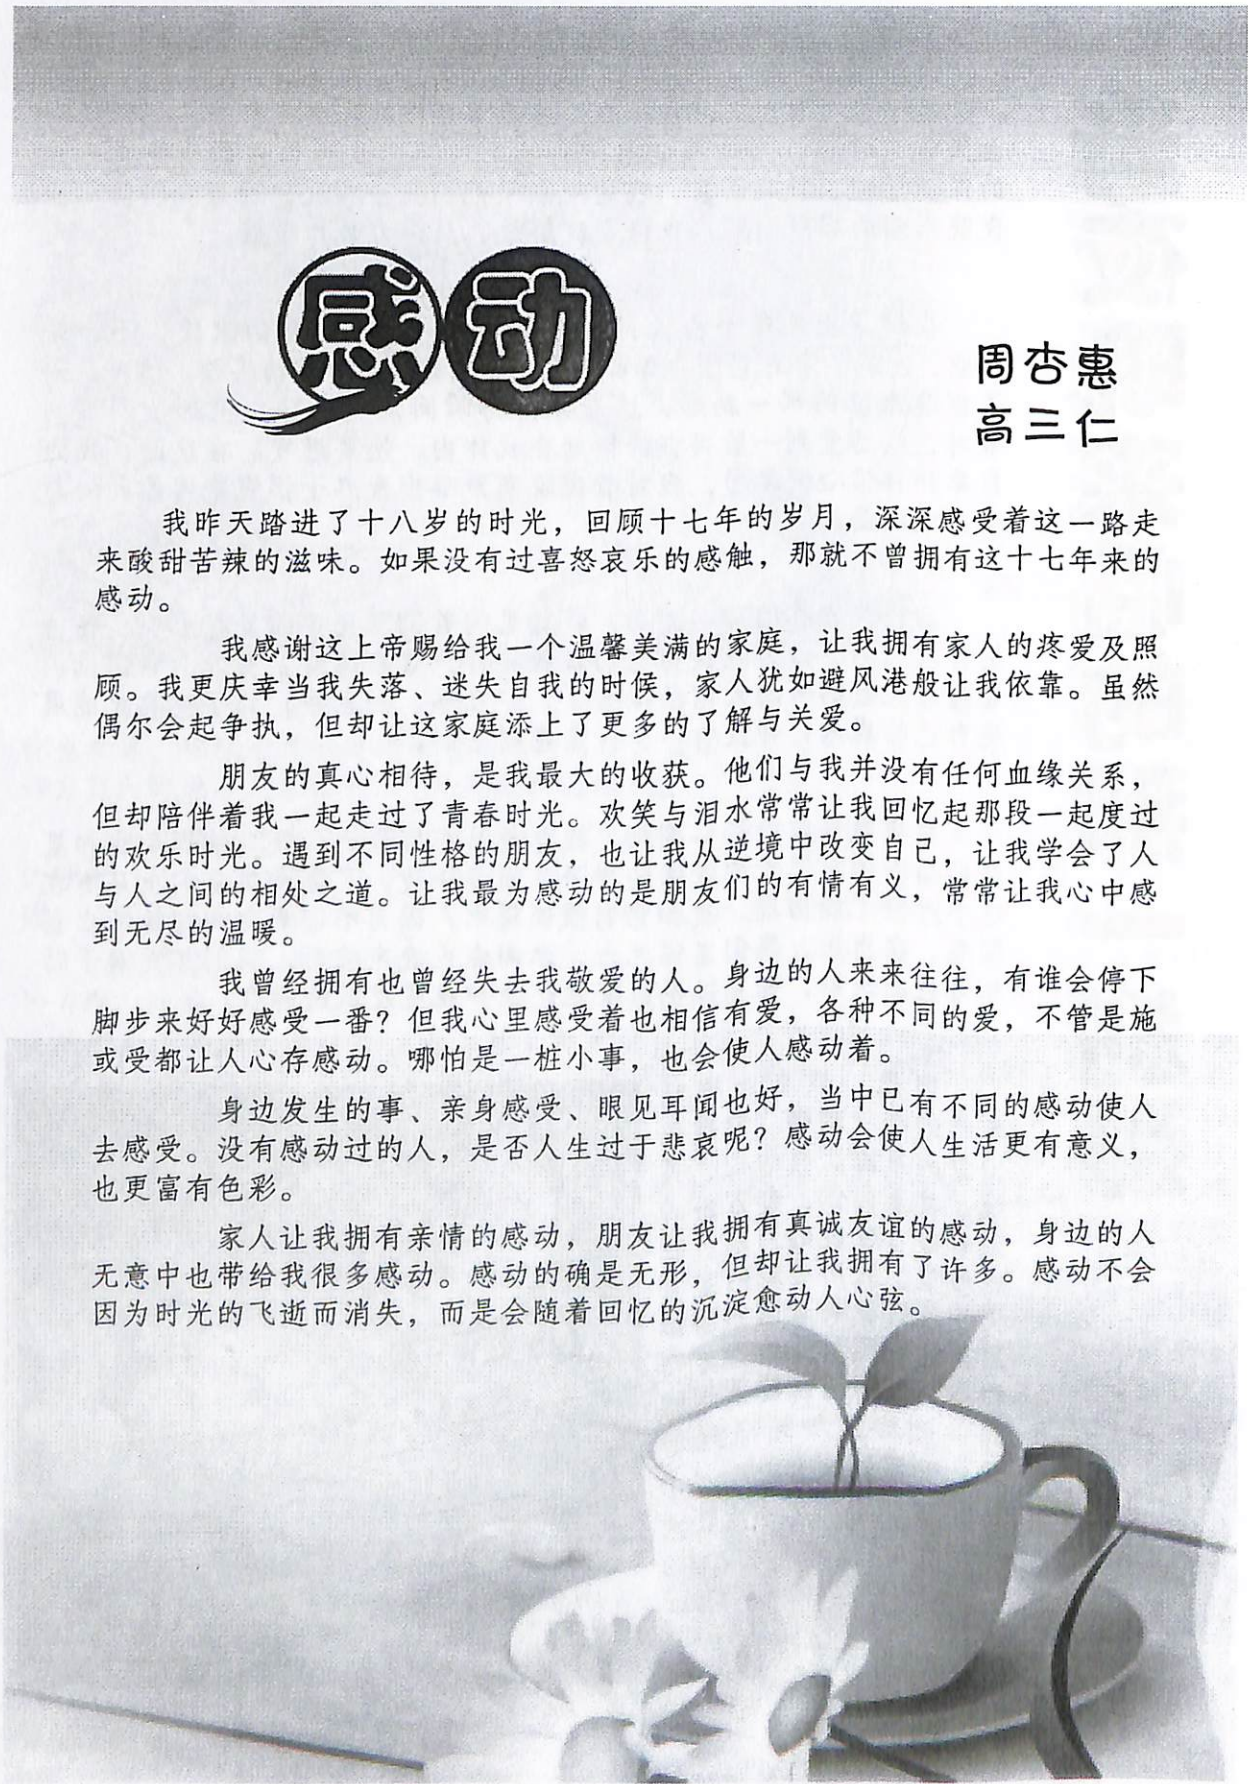 感动
周杏惠
高三仁
我昨天踏进了十八岁的时光，回顾十七年的岁月，深深感受着这一路走
来酸甜苦辣的滋味。如果没有过喜怒哀乐的感触，那就不曾拥有这十七年来的
感动。
我感谢这上帝赐给我一个温馨美满的家庭，让我拥有家人的疼爱及照
顾。我更庆幸当我失落、迷失自我的时候，家人犹如避风港般让我依靠。虽然
偶尔会起争执，但却让这家庭添上了更多的了解与关爱。
朋友的真心相待，是我最大的收获。他们与我并没有任何血缘关系，
但却陪伴着我一起走过了青春时光。欢笑与泪水常常让我回忆起那段一起度过
的欢乐时光。遇到不同性格的朋友，也让我从逆境中改变自己，让我学会了人
与人之间的相处之道。让我最为感动的是朋友们的有情有义，常常让我心中感
到无尽的温暖。
我曾经拥有也曾经失去我敬爱的人。身边的人来来往往，有谁会停下
脚步来好好感受一番？但我心里感受着也相信有爱，各种不同的爱，不管是施
或受都让人心存感动。哪怕是一桩小事，也会使人感动着。
身边发生的事、亲身感受、眼见耳闻也好，当中已有不同的感动使人
去感受。没有感动过的人，是否人生过于悲哀呢？感动会使人生活更有意义，
也更富有色彩。
家人让我拥有亲情的感动，朋友让我拥有真诚友谊的感动，身边的人
无意中也带给我很多感动。感动的确是无形，但却让我拥有了许多。感动不会
因为时光的飞逝而消失，而是会随着回忆的沉淀愈动人心弦。